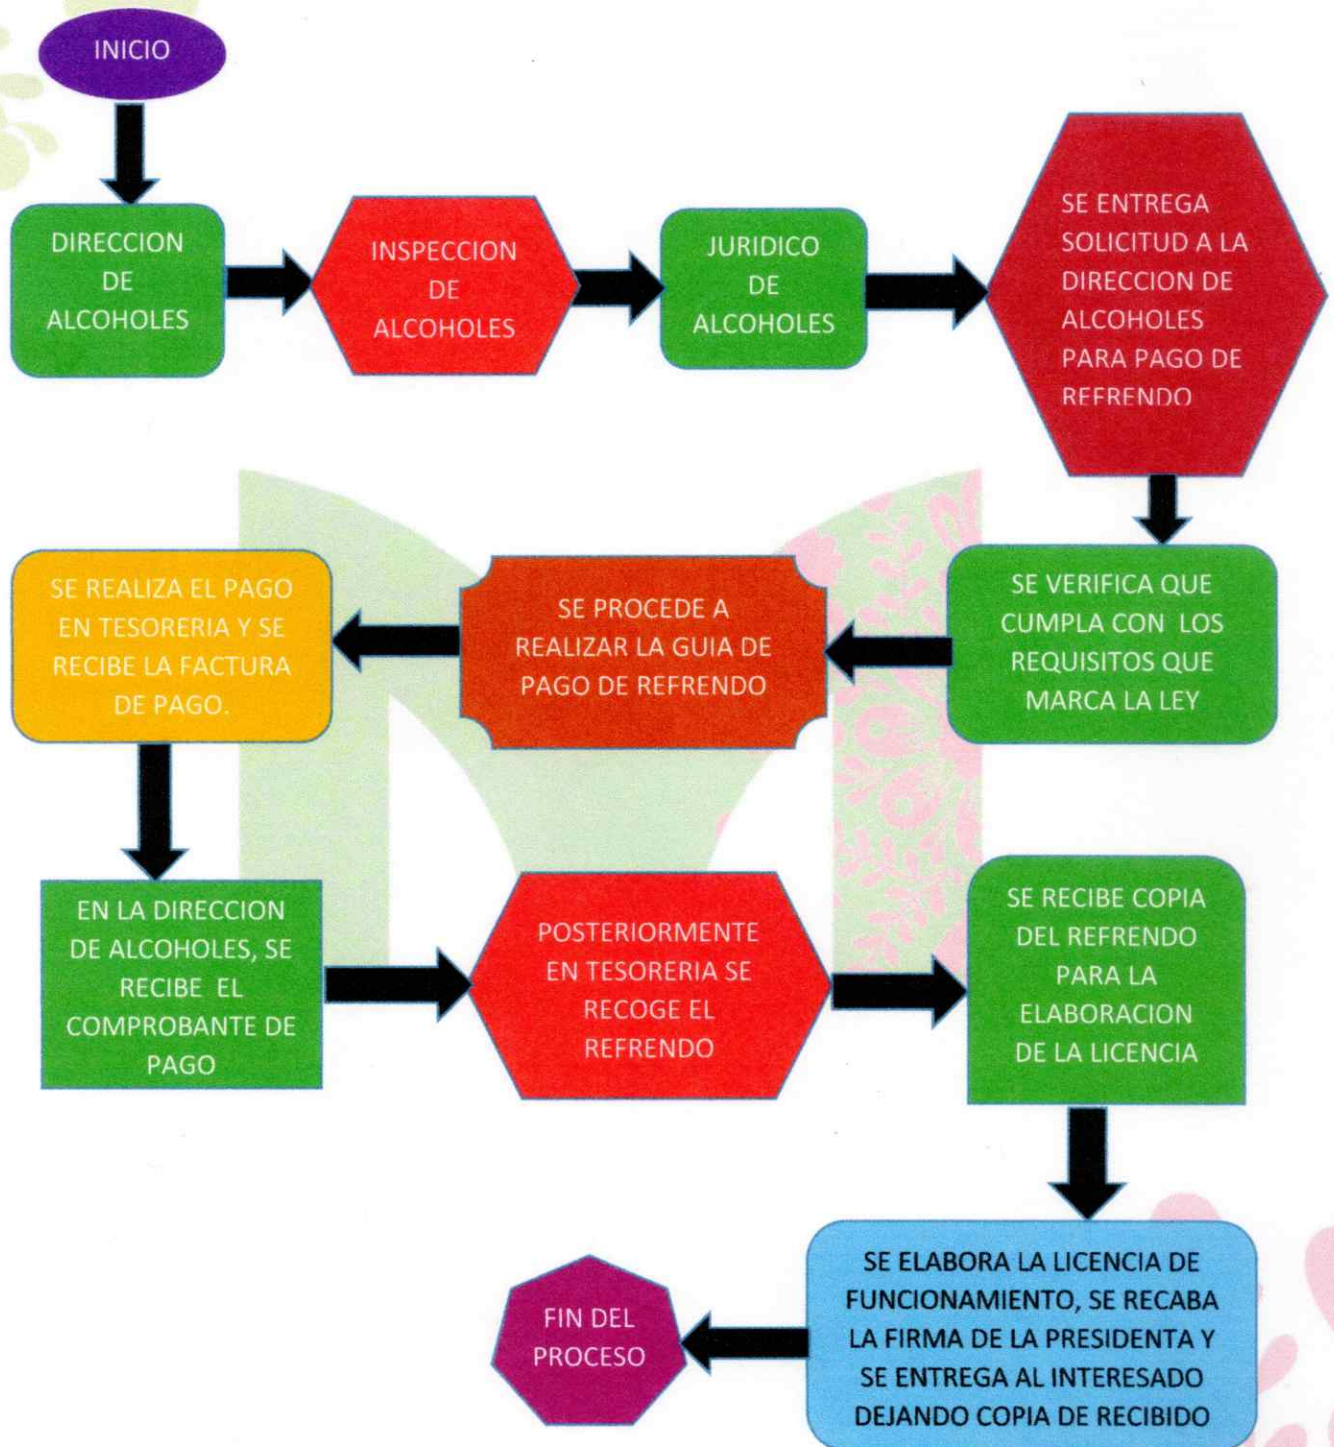 INICIO
DIRECCION
DE
ALCOHOLES
INSPECCION
DE
ALCOHOLES
JURIDICO
DE
ALCOHOLES
SE ENTREGA
SOLICITUD A LA
DIRECCION DE
ALCOHOLES
PARA PAGO DE
REFRENDO
SE VERIFICA QUE
CUMPLA CON LOS
REQUISITOS QUE
MARCA LA LEY
SE PROCEDE A
REALIZAR LA GUIA DE
PAGO DE REFRENDO
SE REALIZA EL PAGO
EN TESORERIA Y SE
RECIBE LA FACTURA
DE PAGO.
EN LA DIRECCION
DE ALCOHOLES, SE
RECIBE EL
COMPROBANTE DE
PAGO
POSTERIORMENTE
EN TESORERIA SE
RECOGE EL
REFRENDO
SE RECIBE COPIA
DEL REFRENDO
PARA LA
ELABORACION
DE LA LICENCIA
SE ELABORA LA LICENCIA DE
FUNCIONAMIENTO, SE RECABA
LA FIRMA DE LA PRESIDENTA Y
SE ENTREGA AL INTERESADO
DEJANDO COPIA DE RECIBIDO
FIN DEL
PROCESO